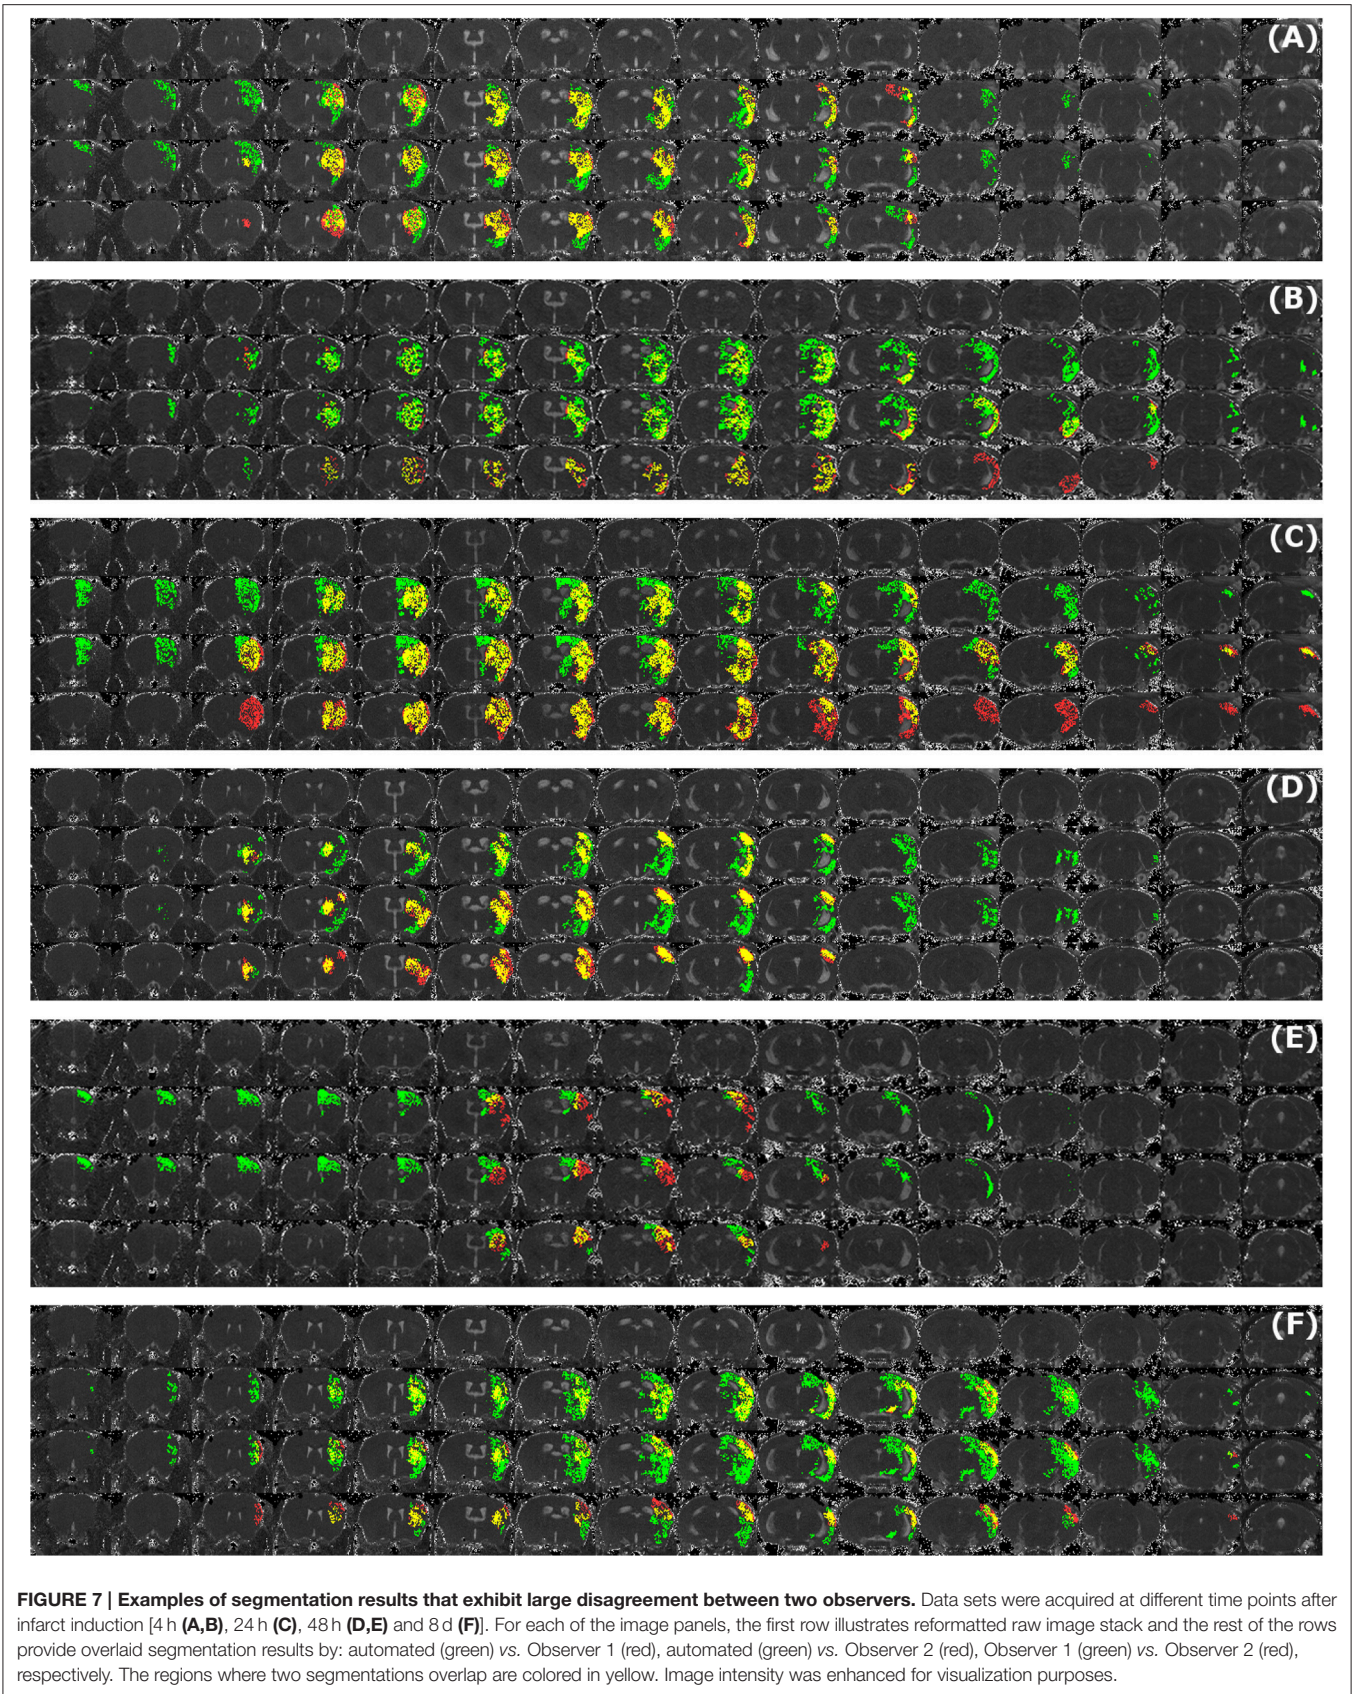 (A)
(B)
(C)
(D)
(E)
(F)
FIGURE 7 | Examples of segmentation results that exhibit large disagreement between two observers. Data sets were acquired at different time points after
infarct induction [4 h (A,B), 24 h (C), 48 h (D,E) and 8 d (F)]. For each of the image panels, the first row illustrates reformatted raw image stack and the rest of the rows
provide overlaid segmentation results by: automated (green) vs. Observer 1 (red), automated (green) vs. Observer 2 (red), Observer 1 (green) vs. Observer 2 (red),
respectively. The regions where two segmentations overlap are colored in yellow. Image intensity was enhanced for visualization purposes.